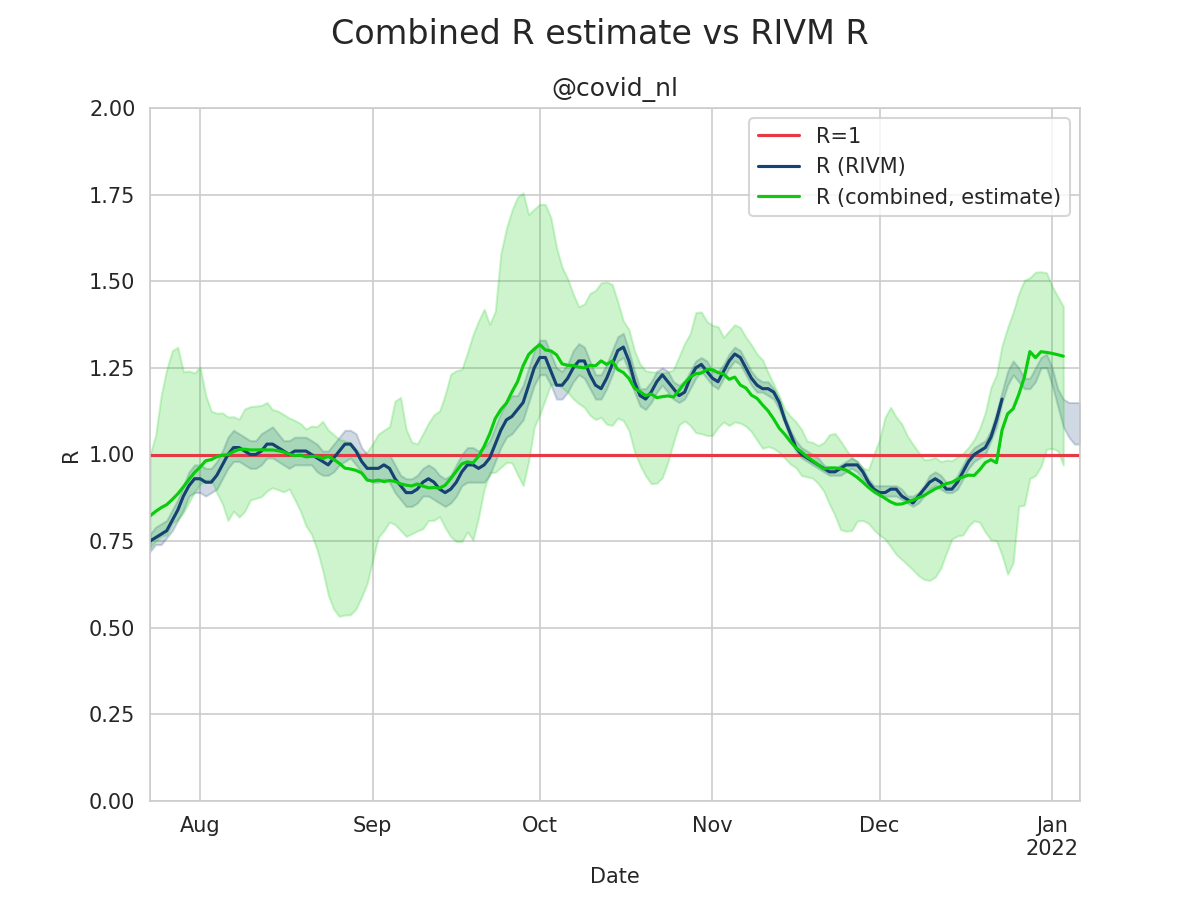 Combined R estimate vs RIVM R
@covid_nl
R=1
R (RIVM)
R (combined, estimate)
2.00
1.75
1.50
1.25
1.00
0.75
0.50
0.25
0.00
R
Aug Sep Oct Nov Dec Jan
2022
Date